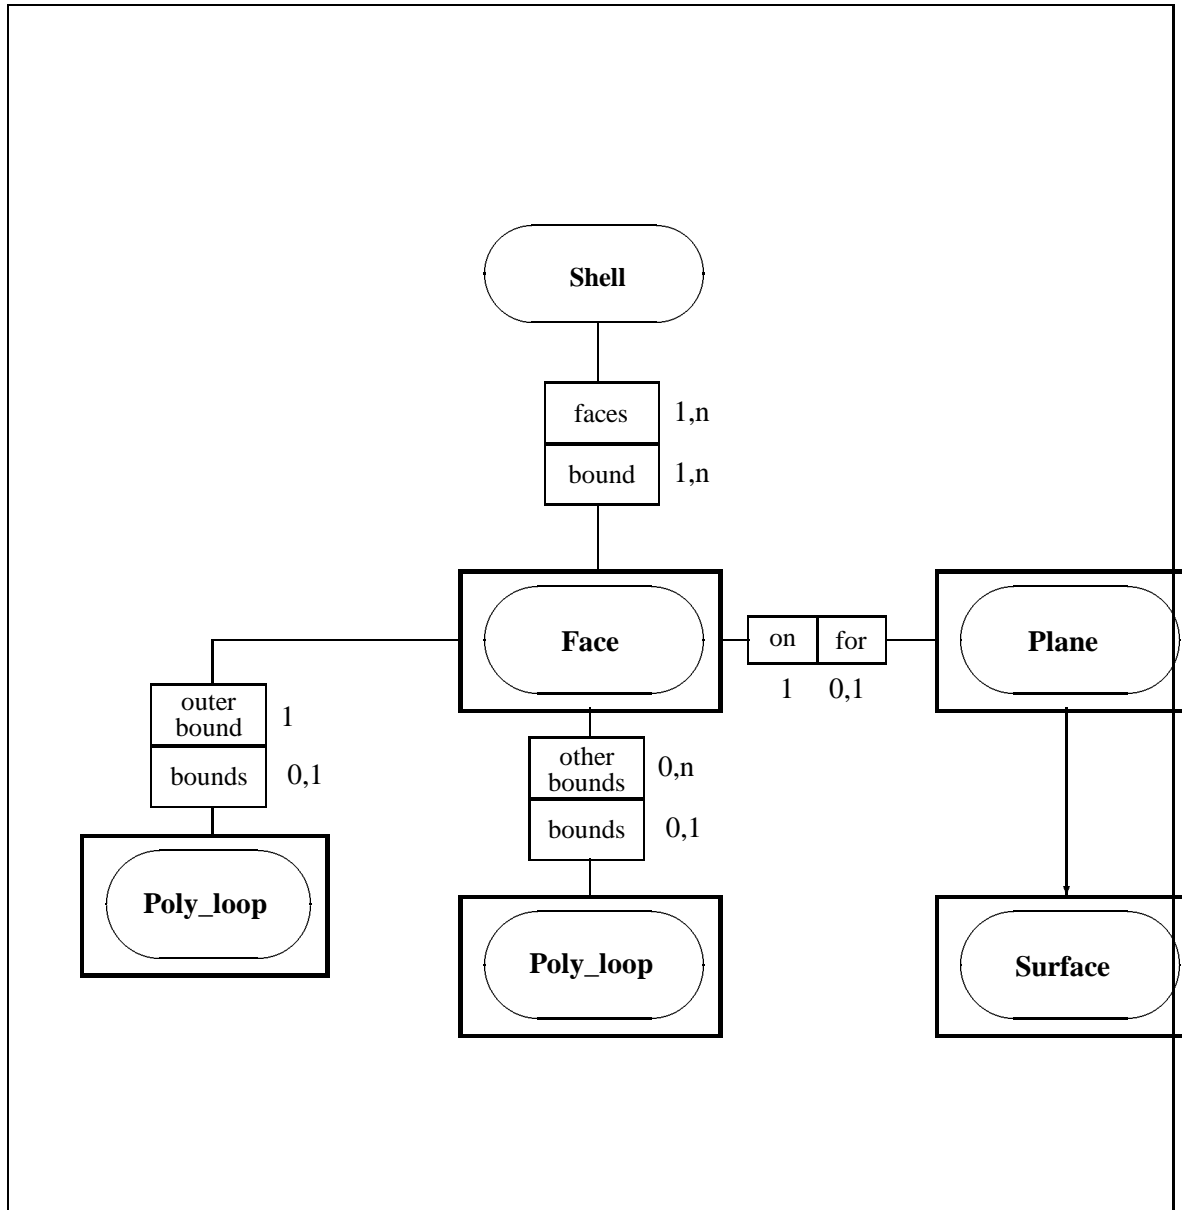 Shell
faces 1,n
bound 1,n
Face
on for
Plane
1 0,1
outer
bound 1
bounds 0,1
other
bounds 0,n
bounds 0,1
Poly_loop
Poly_loop
Surface